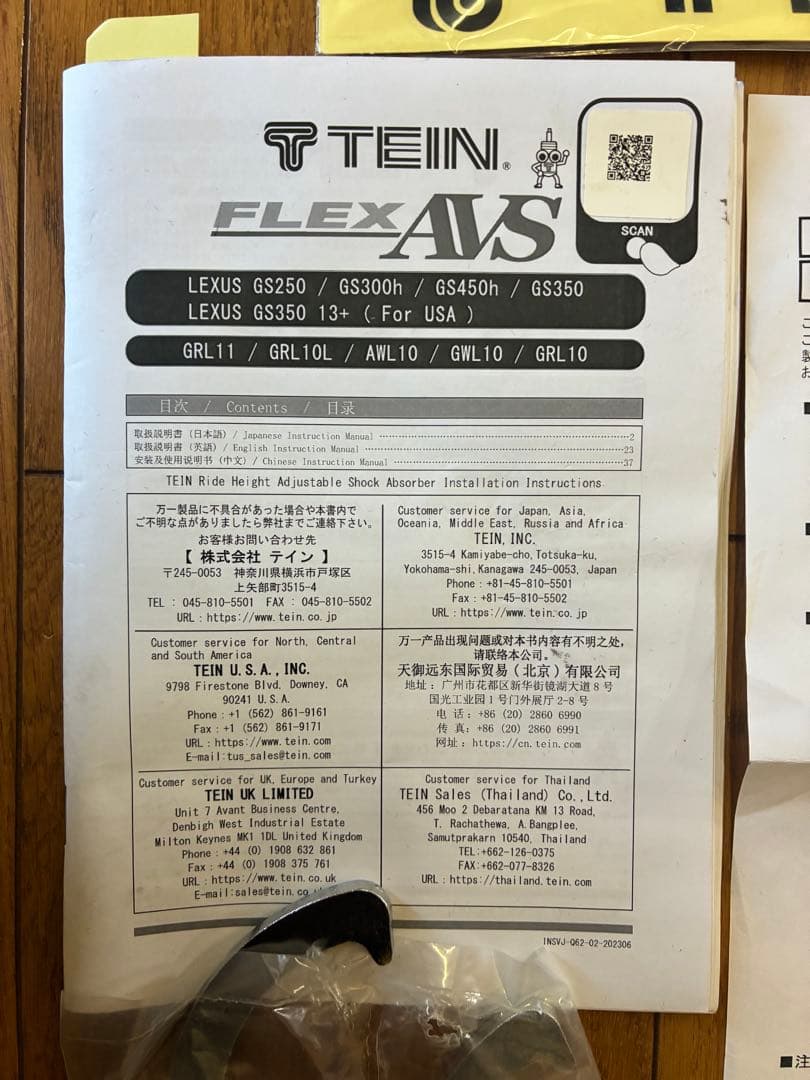 TEIN®
FLEX AVS
SCAN
LEXUS GS250 / GS300h / GS450h / GS350
LEXUS GS350 13+ ( For USA )
GRL11 / GRL10L / AWL10 / GWL10 / GRL10
目次 / Contents / 目录
取扱説明書 (日本語) / Japanese Instruction Manual 2
取扱説明書 (英語) / English Instruction Manual 23
安装及使用说明书 (中文) / Chinese Instruction Manual 37
TEIN Ride Height Adjustable Shock Absorber Installation Instructions
万一製品に不具合があった場合や本書内で
ご不明な点がありましたら弊社までご連絡下さい。
お客様お問い合わせ先
【 株式会社 テイン 】
〒245-0053 神奈川県横浜市戸塚区
上矢部町3515-4
TEL : 045-810-5501 FAX : 045-810-5502
URL : https://www.tein.co.jp
Customer service for Japan, Asia,
Oceania, Middle East, Russia and Africa
TEIN, INC.
3515-4 Kamiyabe-cho, Totsuka-ku,
Yokohama-shi, Kanagawa 245-0053, Japan
Phone : +81-45-810-5501
Fax : +81-45-810-5502
URL : https://www.tein.co.jp
Customer service for North, Central
and South America
TEIN U.S.A., INC.
9798 Firestone Blvd. Downey, CA
90241 U.S.A.
Phone : +1 (562) 861-9161
Fax : +1 (562) 861-9171
URL : https://www.tein.com
E-mail:tus_sales@tein.com
万一产品出现问题或对本书内容有不明之处,
请联络本公司。
天御远东国际贸易(北京)有限公司
地址 : 广州市花都区新华街镜湖大道8号
国光工业园1号门外展厅2-8号
电 话 : +86 (20) 2860 6990
传 真: +86 (20) 2860 6991
网址 : https://cn.tein.com
Customer service for UK, Europe and Turkey
TEIN UK LIMITED
Unit 7 Avant Business Centre,
Denbigh West Industrial Estate
Milton Keynes MK1 1DL United Kingdom
Phone : +44 (0) 1908 632 861
Fax : +44 (0) 1908 375 761
URL : https://www.tein.co.uk
E-mail:sales@tein.co.
Customer service for Thailand
TEIN Sales (Thailand) Co., Ltd.
456 Moo 2 Debaratana KM 13 Road,
T. Rachathewa, A.Bangplee,
Samutprakarn 10540, Thailand
TEL:+662-126-0375
FAX:+662-077-8326
URL : https://thailand.tein.com
INSVJ-Q62-02-202306
■注